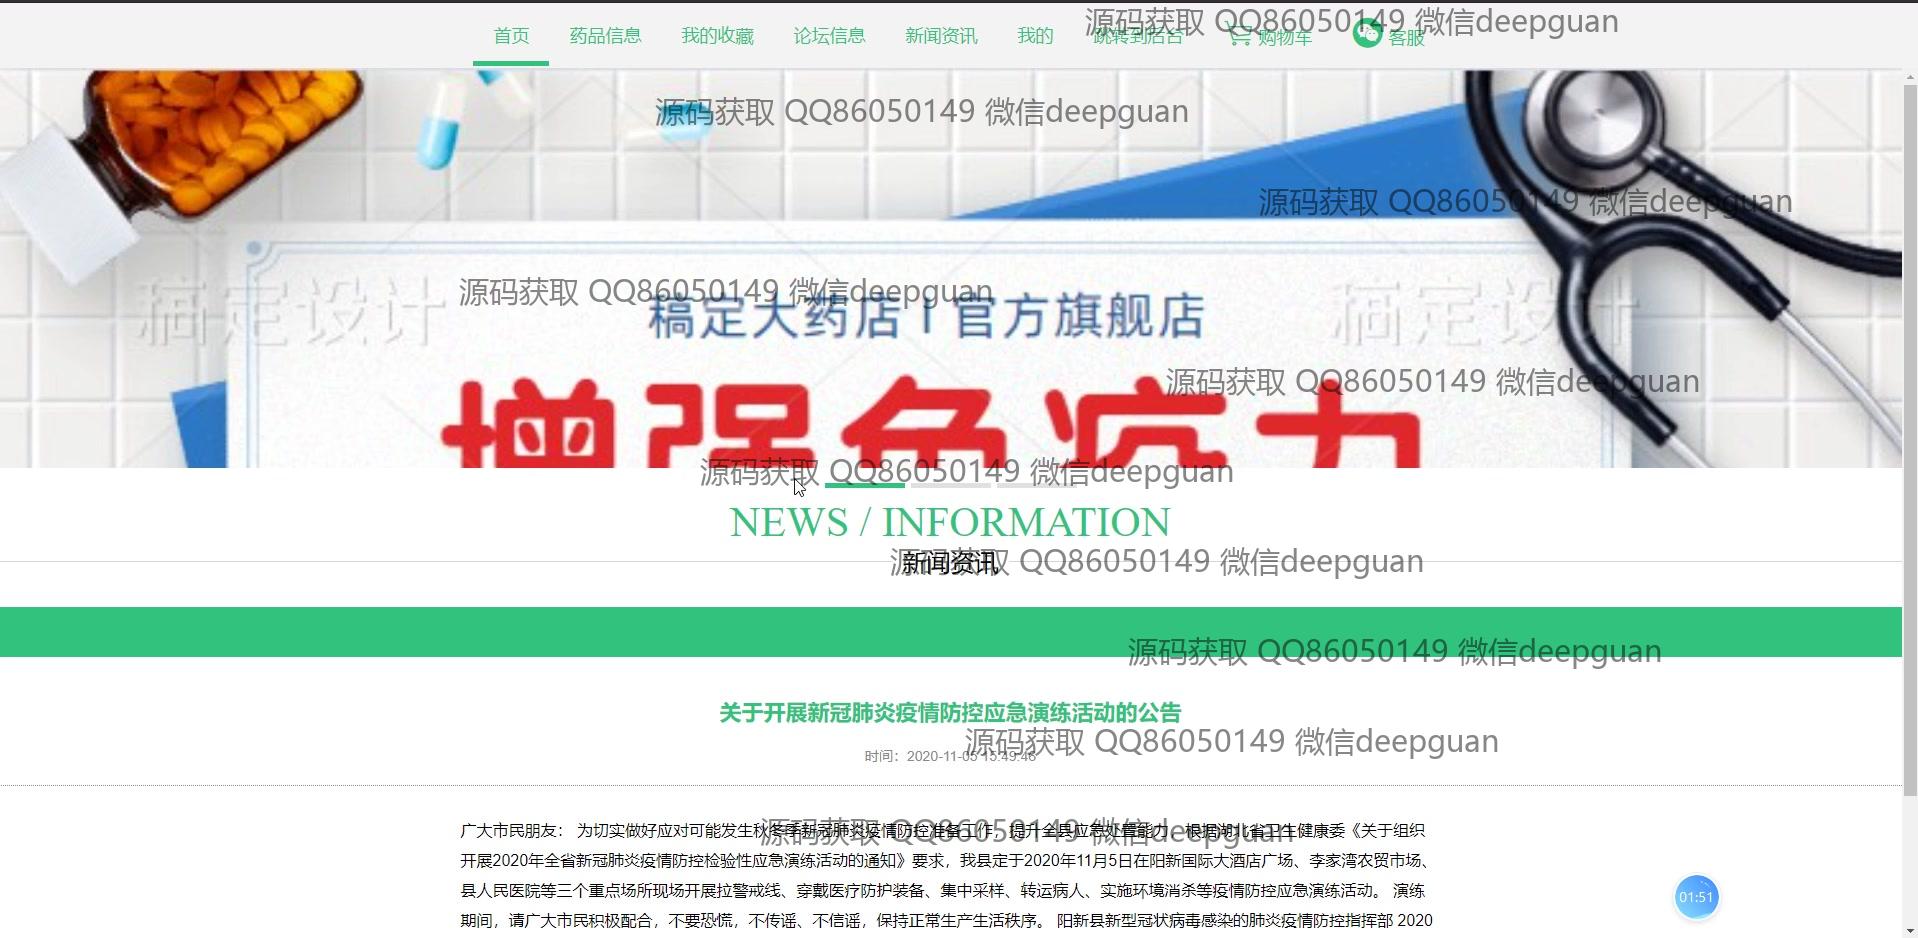 首页 药品信息 我的收藏 论坛信息 新闻资讯 我的 跳转到后台 购物车 客服
源码获取 QQ86050149 微信deepguan
源码获取 QQ86050149 微信deepguan
源码获取 QQ86050149 微信deepguan
源码获取 QQ86050149 微信deepguan
稿定设计
稿定大药店 | 官方旗舰店
稿定设计
源码获取 QQ86050149 微信deepguan
增强免疫力
源码获取 QQ86050149 微信deepguan
NEWS / INFORMATION
新闻资讯
源码获取 QQ86050149 微信deepguan
源码获取 QQ86050149 微信deepguan
关于开展新冠肺炎疫情防控应急演练活动的公告
源码获取 QQ86050149 微信deepguan
时间：2020-11-05 15:49:46
源码获取 QQ86050149 微信deepguan
广大市民朋友： 为切实做好应对可能发生秋冬季新冠肺炎疫情防控准备工作，提升全县应急处置能力，根据湖北省卫生健康委《关于组织
开展2020年全省新冠肺炎疫情防控检验性应急演练活动的通知》要求，我县定于2020年11月5日在阳新国际大酒店广场、李家湾农贸市场、
县人民医院等三个重点场所现场开展拉警戒线、穿戴医疗防护装备、集中采样、转运病人、实施环境消杀等疫情防控应急演练活动。 演练
期间，请广大市民积极配合，不要恐慌，不传谣、不信谣，保持正常生产生活秩序。 阳新县新型冠状病毒感染的肺炎疫情防控指挥部 2020
01:51